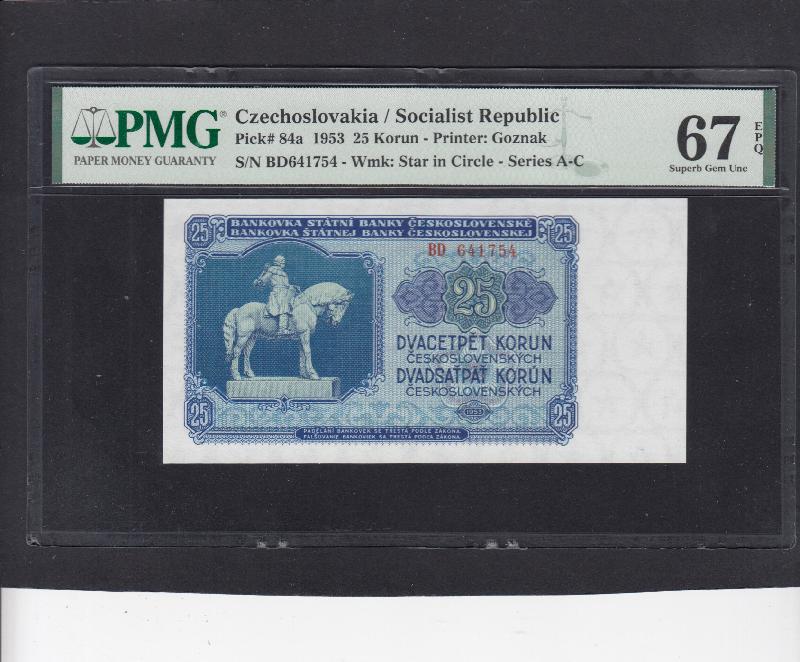 PMG®
PAPER MONEY GUARANTY
Czechoslovakia / Socialist Republic
Pick# 84a 1953 25 Korun - Printer: Goznak
S/N BD641754 - Wmk: Star in Circle - Series A-C
67
EPQ
Superb Gem Unc
25
BANKOVKA STÁTNÍ BANKY ČESKOSLOVENSKÉ
BANKOVKA ŠTÁTNEJ BANKY ČESKOSLOVENSKEJ
25
BD 641754
25
DVACETPĚT KORUN
ČESKOSLOVENSKÝCH
DVADSAŤPÄŤ KORÚN
ČESKOSLOVENSKÝCH
25
1953
25
PADĚLÁNÍ BANKOVEK SE TRESTÁ PODLE ZÁKONA.
FALŠOVANIE BANKOVIEK SA TRESTÁ PODĽA ZÁKONA.